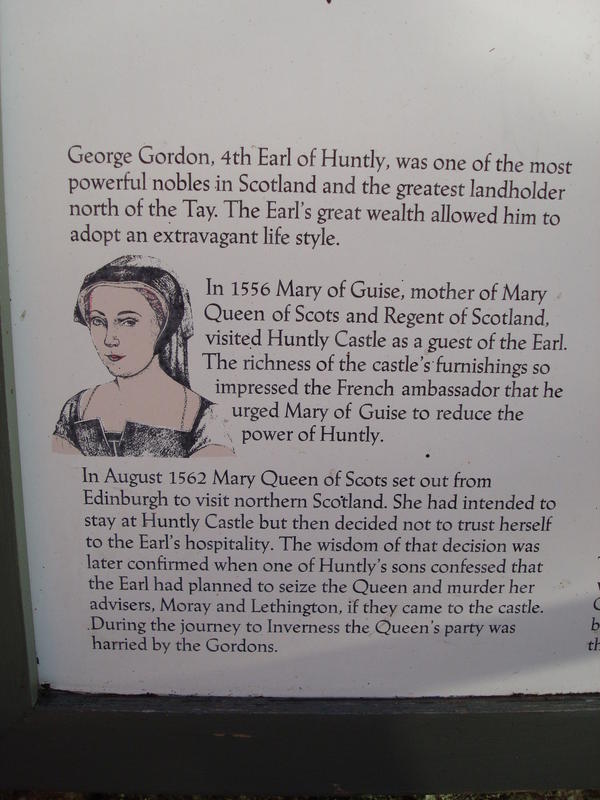 George Gordon, 4th Earl of Huntly, was one of the most
powerful nobles in Scotland and the greatest landholder
north of the Tay. The Earl's great wealth allowed him to
adopt an extravagant life style.
In 1556 Mary of Guise, mother of Mary
Queen of Scots and Regent of Scotland,
visited Huntly Castle as a guest of the Earl.
The richness of the castle's furnishings so
impressed the French ambassador that he
urged Mary of Guise to reduce the
power of Huntly.
In August 1562 Mary Queen of Scots set out from
Edinburgh to visit northern Scotland. She had intended to
stay at Huntly Castle but then decided not to trust herself
to the Earl's hospitality. The wisdom of that decision was
later confirmed when one of Huntly's sons confessed that
the Earl had planned to seize the Queen and murder her
advisers, Moray and Lethington, if they came to the castle.
During the journey to Inverness the Queen's party was
harried by the Gordons.